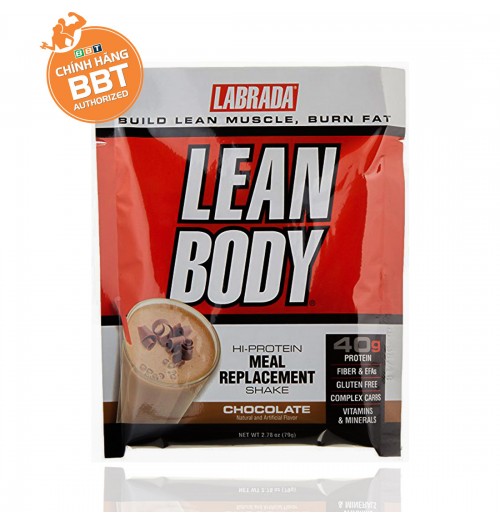 BBT
CHÍNH HÃNG
BBT
AUTHORIZED
LABRADA®
BUILD LEAN MUSCLE, BURN FAT
LEAN
BODY®
HI-PROTEIN
MEAL
REPLACEMENT
SHAKE
CHOCOLATE
Natural and Artificial Flavor
NET WT 2.78 oz (79g)
40g
PROTEIN
FIBER & EFAs
GLUTEN FREE
COMPLEX CARBS
VITAMINS
& MINERALS